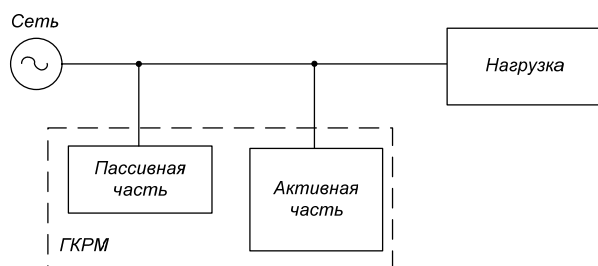 Сеть
Нагрузка
Пассивная
часть
Активная
часть
ГКРМ